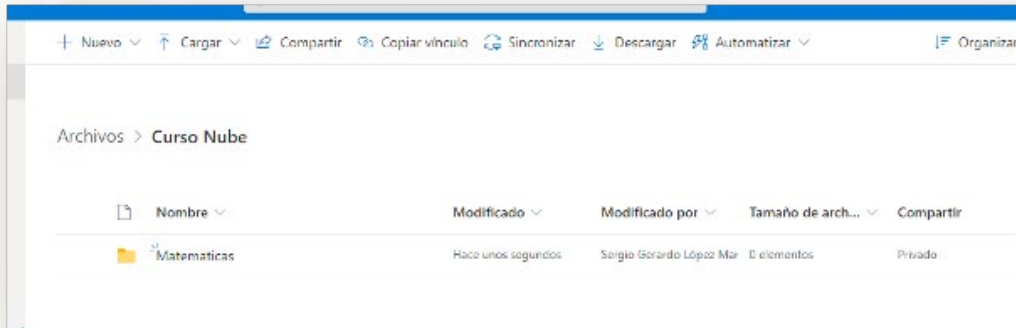 Nuevo Cargar Compartir Copiar vínculo Sincronizar Descargar Automatizar Organizar
Archivos > Curso Nube
Nombre Modificado Modificado por Tamaño de arch... Compartir
Matematicas Hace unos segundos Sergio Gerardo López Mar 0 elementos Privado